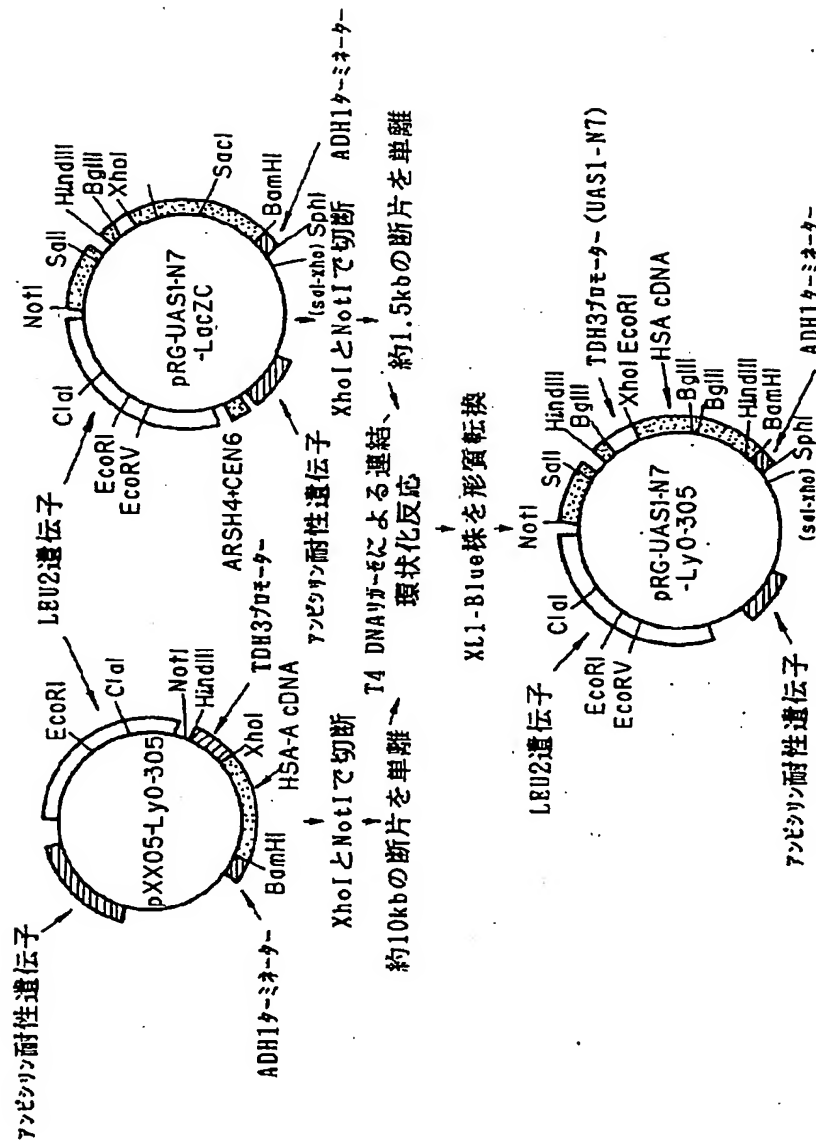 アンピシリン耐性遺伝子
EcoRI
ClaI
LEU2遺伝子
NotI
HindIII
TDH3プロモーター
XhoI
HSA-A cDNA
BamHI
ADH1ターミネーター
pXX05-LyO-305
XhoIとNotIで切断
約10kbの断片を単離
NotI
SalI
HindIII
BglII
XhoI
SacI
BamHI
ADH1ターミネーター
SphI
(sal-xho)
ClaI
EcoRI
EcoRV
ARSH4+CEN6
アンピシリン耐性遺伝子
pRG-UAS1-N7
-LacZC
XhoIとNotIで切断
約1.5kbの断片を単離
T4 DNAリガーゼによる連結、
環状化反応
XL1-Blue株を形質転換
LEU2遺伝子
NotI
SalI
HindIII
BglII
TDH3プロモーター(UAS1-N7)
XhoI EcoRI
HSA cDNA
BglII
BglII
HindIII
BamHI
ADH1ターミネーター
SphI
(sal-xho)
ClaI
EcoRI
EcoRV
pRG-UAS1-N7
-LyO-305
アンピシリン耐性遺伝子